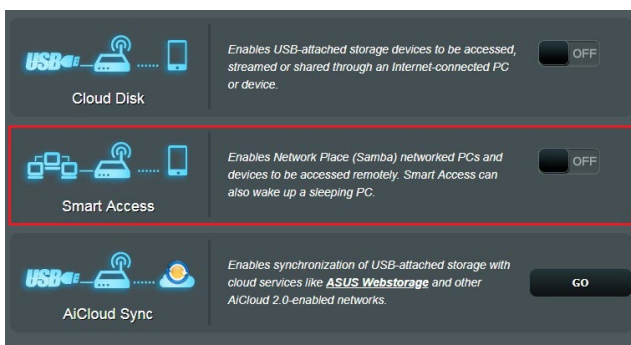 Enables USB-attached storage devices to be accessed,
USB
streamed or shared through an Internet-connected PC
OFF
or device.
Cloud Disk
Enables Network Place (Samba) networked PCs and
devices to be accessed remotely. Smart Access can
OFF
also wake up a sleeping PC.
Smart Access
Enables synchronization of USB-attached storage with
USB
cloud services like ASUS Webstorage and other
GO
AiCloud 2.0-enabled networks.
AiCloud Sync